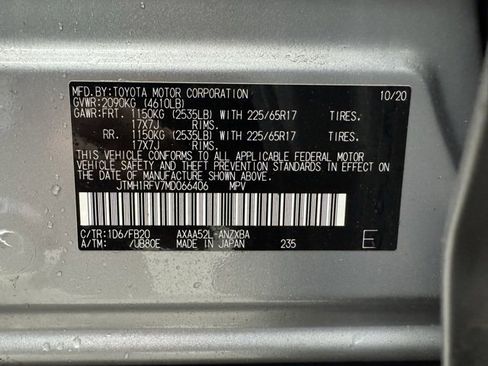 MFD.BY:TOYOTA MOTOR CORPORATION 10/20
GVWR:2090KG (4610LB)
GAWR:FRT. 1150KG (2535LB) WITH 225/65R17 TIRES.
17X7J RIMS.
RR. 1150KG (2535LB) WITH 225/65R17 TIRES.
17X7J RIMS.
THIS VEHICLE CONFORMS TO ALL APPLICABLE FEDERAL MOTOR
VEHICLE SAFETY, BUMPER, AND THEFT PREVENTION STANDARDS IN EFFECT
ON THE DATE OF MANUFACTURE SHOWN ABOVE.
JTMH1RFV7MD066406 MPV
C/TR:1D6/FB20 AXAA52L-ANZXBA
A/TM: /UB80E MADE IN JAPAN 235 E